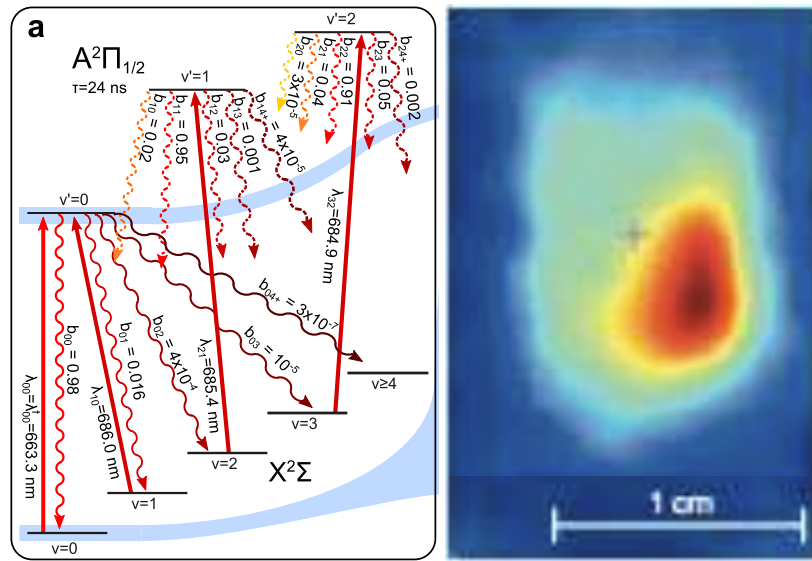 a
A²Π₁/₂
τ=24 ns
v'=2
b₂₀ = 3x10⁻⁵
b₂₁ = 0.04
b₂₂ = 0.91
b₂₃ = 0.05
b₂₄₊ = 0.002
v'=1
b₁₀ = 0.02
b₁₁ = 0.95
b₁₂ = 0.03
b₁₃ = 0.001
b₁₄₊ = 4x10⁻⁵
v'=0
λ₀₀=λ†₀₀=663.3 nm
b₀₀ = 0.98
λ₁₀=686.0 nm
b₀₁ = 0.016
b₀₂ = 4x10⁻⁴
λ₂₁=685.4 nm
b₀₃ = 10⁻⁵
b₀₄₊ = 3x10⁻⁷
λ₃₂=684.9 nm
v≥4
v=3
v=2
X²Σ
v=1
v=0
1 cm